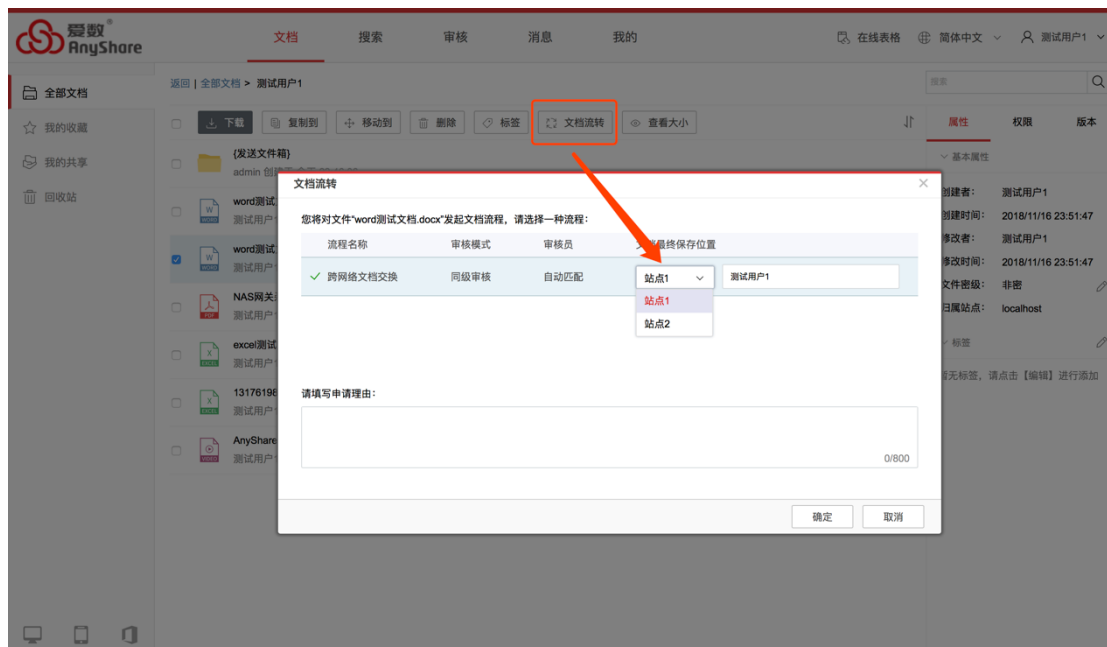 爱数®
AnyShare
文档 搜索 审核 消息 我的 在线表格 简体中文 测试用户1
全部文档
我的收藏
我的共享
回收站
返回 | 全部文档 > 测试用户1
搜索
下载 复制到 移动到 删除 标签 文档流转 查看大小
属性 权限 版本
{发送文件箱}
admin
基本属性
word测试
测试用户
word测试
测试用户
NAS网关
测试用户
excel测试
测试用户
1317619
测试用户
AnyShare
测试用户
文档流转
您将对文件“word测试文档.docx”发起文档流程，请选择一种流程：
流程名称 审核模式 审核员 最终保存位置
跨网络文档交换 同级审核 自动匹配 站点1 测试用户1
站点1
站点2
请填写申请理由：
0/800
确定 取消
创建者： 测试用户1
创建时间： 2018/11/16 23:51:47
修改者： 测试用户1
修改时间： 2018/11/16 23:51:47
文件密级： 非密
归属站点： localhost
标签
暂无标签，请点击【编辑】进行添加